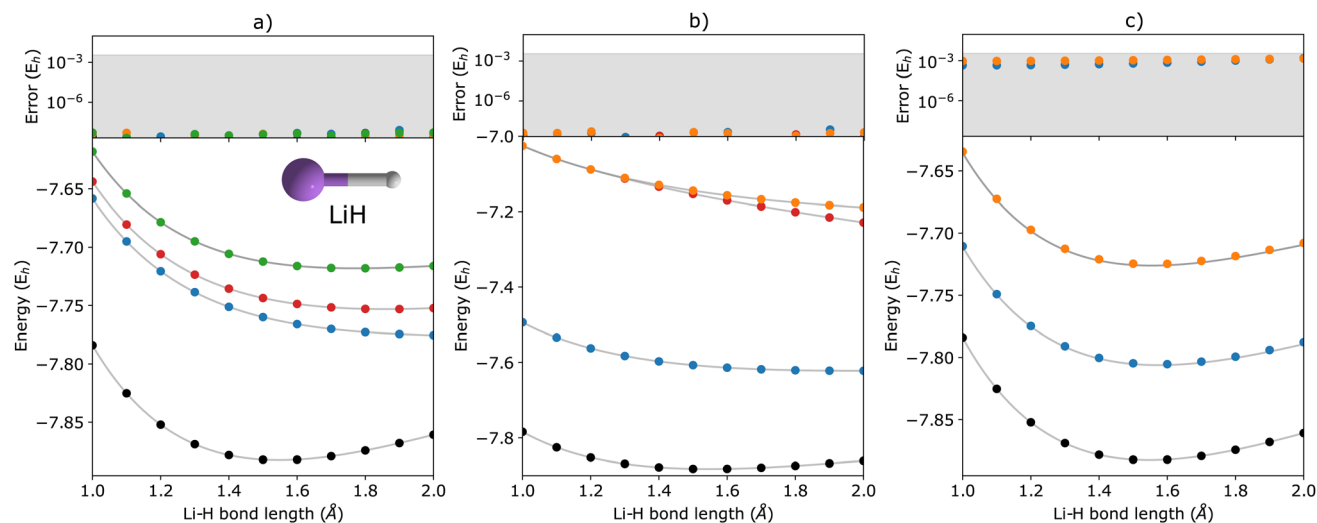 a)
Error (E_h)
10⁻³
10⁻⁶
Energy (E_h)
−7.65
−7.70
−7.75
−7.80
−7.85
LiH
1.0 1.2 1.4 1.6 1.8 2.0
Li-H bond length (Å)
b)
Error (E_h)
10⁻³
10⁻⁶
−7.0
Energy (E_h)
−7.2
−7.4
−7.6
−7.8
1.0 1.2 1.4 1.6 1.8 2.0
Li-H bond length (Å)
c)
Error (E_h)
10⁻³
10⁻⁶
Energy (E_h)
−7.65
−7.70
−7.75
−7.80
−7.85
1.0 1.2 1.4 1.6 1.8 2.0
Li-H bond length (Å)